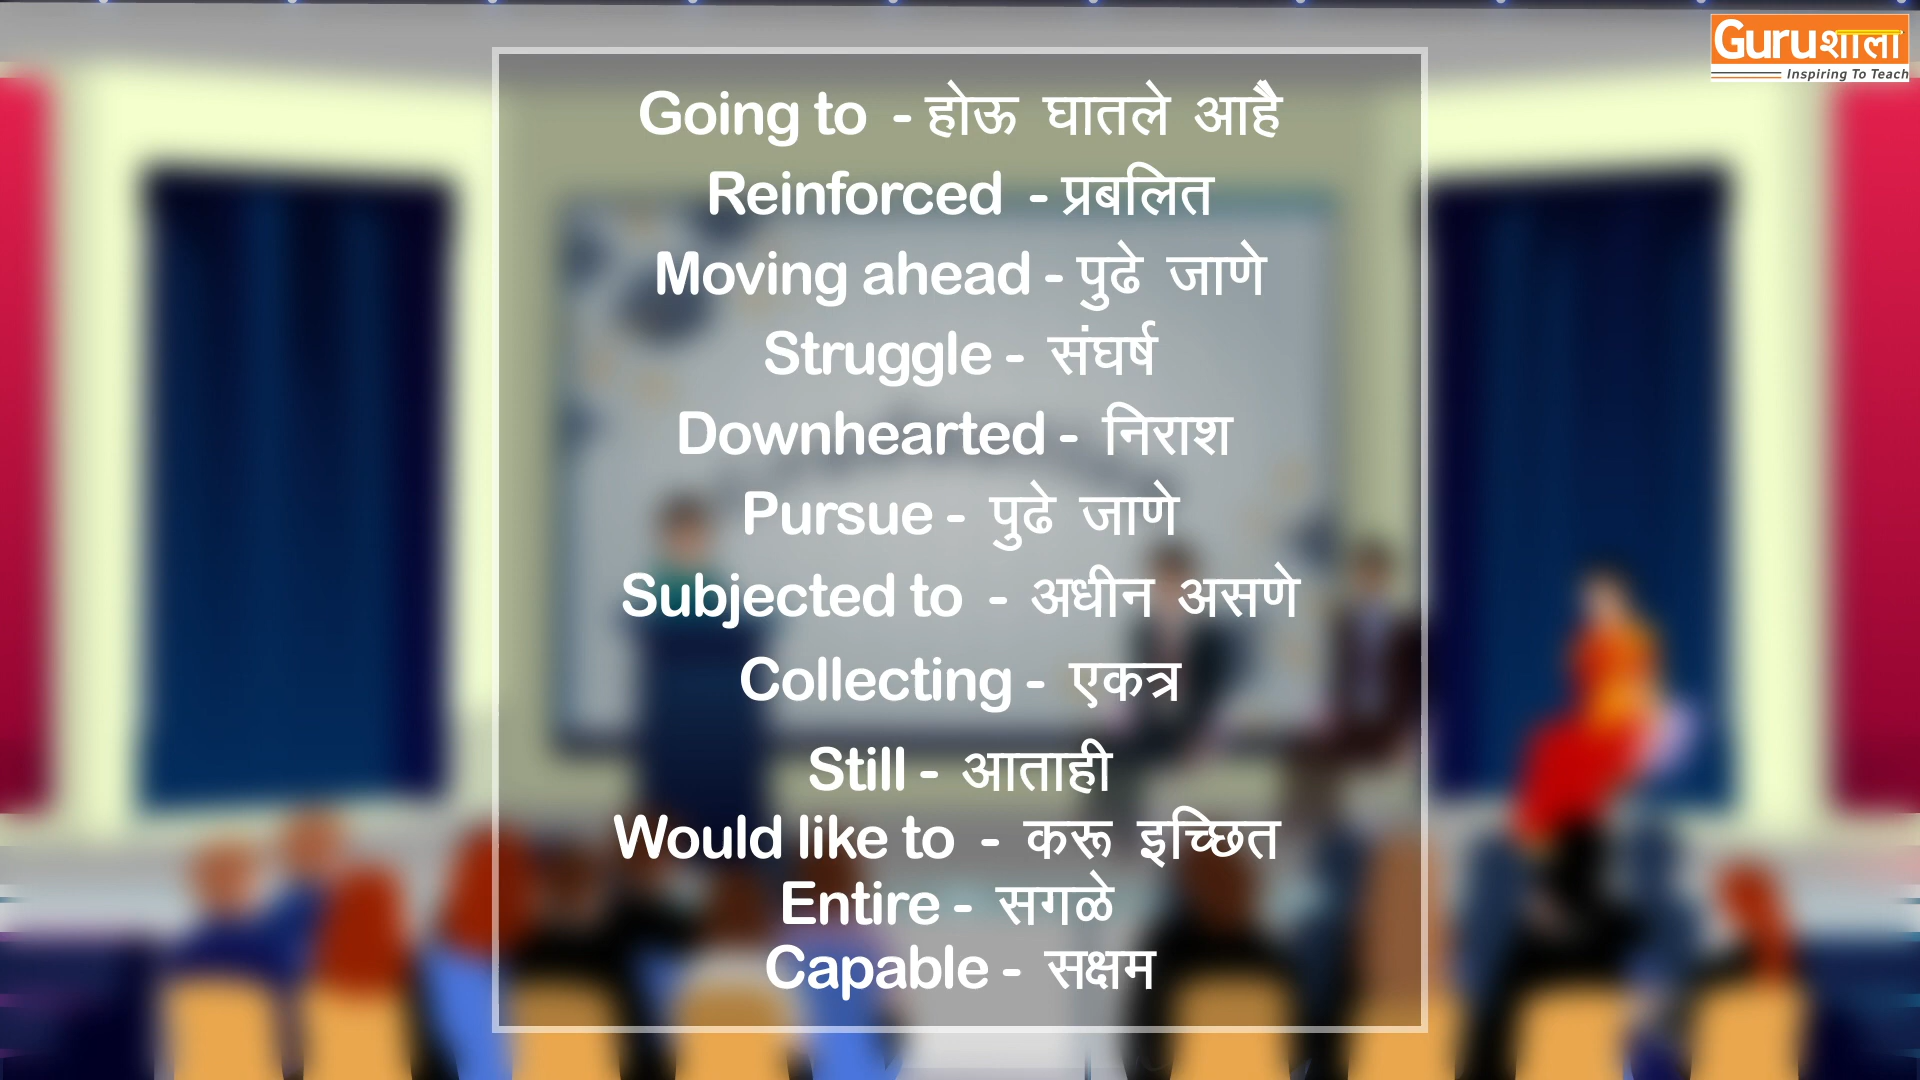 Guruशाला
Inspiring To Teach
Going to - होऊ घातले आहेै
Reinforced - प्रबलित
Moving ahead - पुढे जाणे
Struggle - संघर्ष
Downhearted - निराश
Pursue - पुढे जाणे
Subjected to - अधीन असणे
Collecting - एकत्र
Still - आताही
Would like to - करू इच्छित
Entire - सगळे
Capable - सक्षम